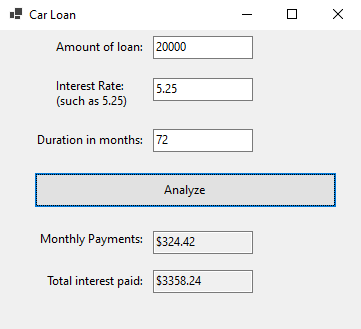 Car Loan
Amount of loan: 20000
Interest Rate: 5.25
(such as 5.25)
Duration in months: 72
Analyze
Monthly Payments: $324.42
Total interest paid: $3358.24